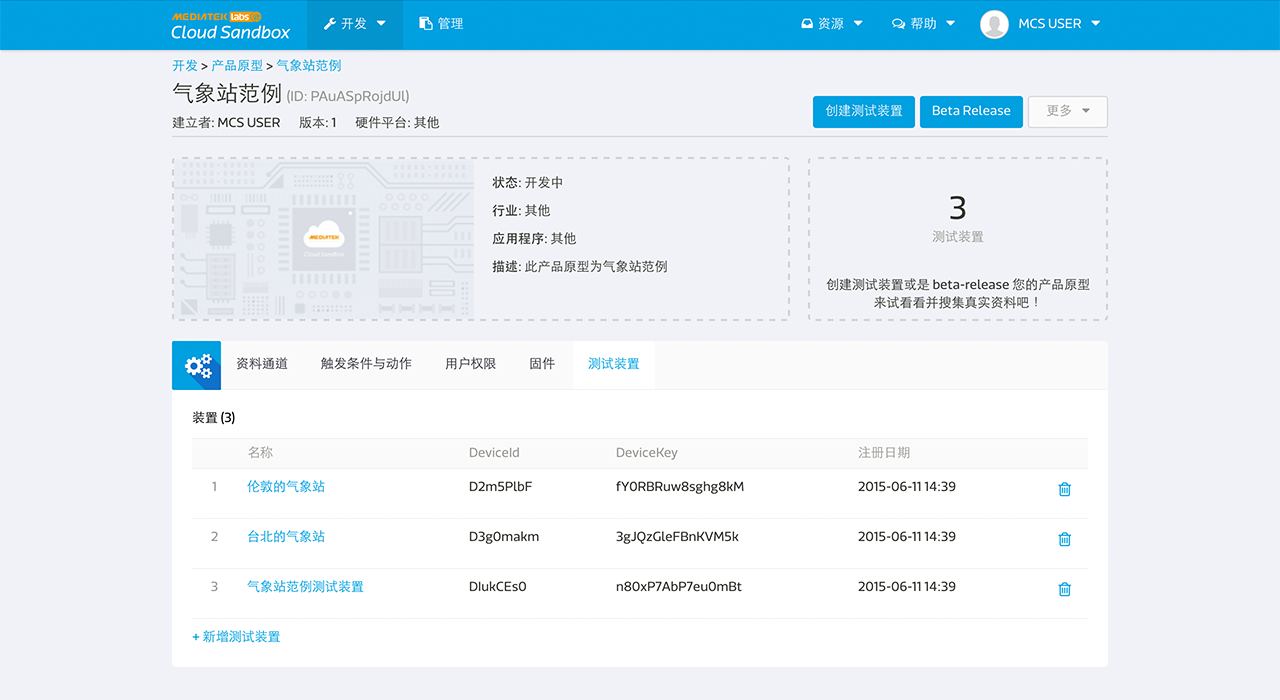 MEDIATEK labs
Cloud Sandbox
开发
管理
资源
帮助
MCS USER
开发 > 产品原型 > 气象站范例
气象站范例 (ID: PAuASpRojdUl)
建立者: MCS USER 版本: 1 硬件平台: 其他
创建测试装置
Beta Release
更多
MEDIATEK
Cloud Sandbox
状态: 开发中
行业: 其他
应用程序: 其他
描述: 此产品原型为气象站范例
3
测试装置
创建测试装置或是 beta-release 您的产品原型
来试看看并搜集真实资料吧！
资料通道 触发条件与动作 用户权限 固件 测试装置
装置 (3)
名称 DeviceId DeviceKey 注册日期
1 伦敦的气象站 D2m5PlbF fY0RBRuw8sghg8kM 2015-06-11 14:39
2 台北的气象站 D3g0makm 3gJQzGleFBnKVM5k 2015-06-11 14:39
3 气象站范例测试装置 DIukCEs0 n80xP7AbP7eu0mBt 2015-06-11 14:39
+ 新增测试装置